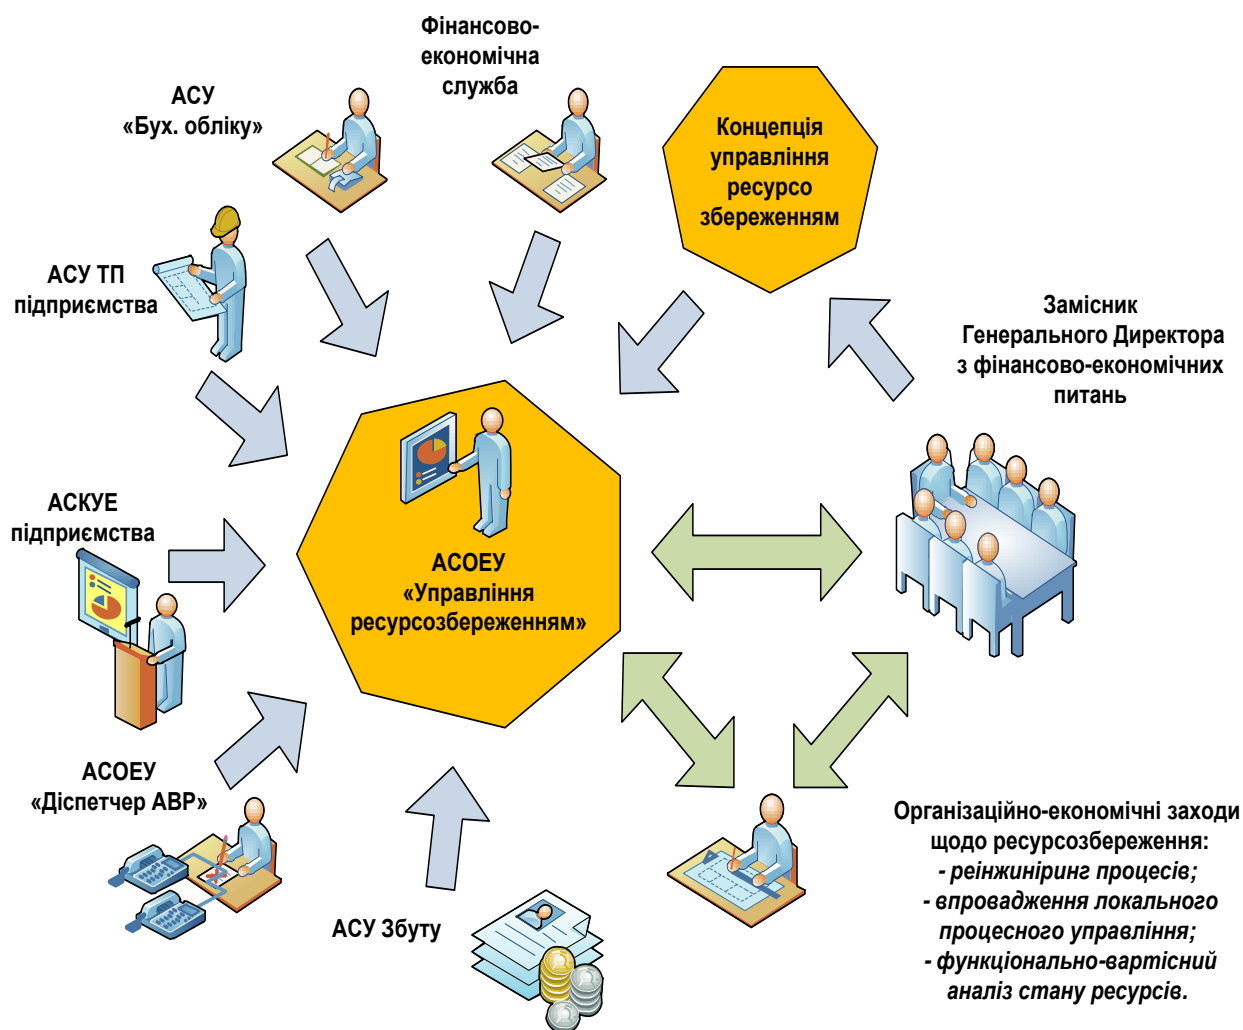 Фінансово-
економічна
служба
АСУ
«Бух. обліку»
Концепція
управління
ресурсо
збереженням
АСУ ТП
підприємства
Замісник
Генерального Директора
з фінансово-економічних
питань
АСКУЕ
підприємства
АСОЕУ
«Управління
ресурсозбереженням»
АСОЕУ
«Діспетчер АВР»
АСУ Збуту
Організаційно-економічні заходи
щодо ресурсозбереження:
- реінжиніринг процесів;
- впровадження локального
процесного управління;
- функціонально-вартісний
аналіз стану ресурсів.